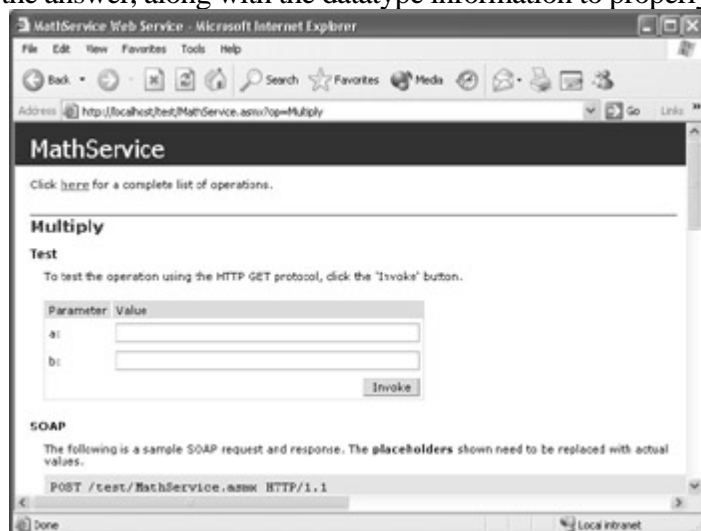 the answer, along with the datatype information to properly
MathService Web Service - Microsoft Internet Explorer
File Edit View Favorites Tools Help
Back Search Favorites Media
Address http://localhost/test/MathService.asmx?op=Multiply Go Links
MathService
Click here for a complete list of operations.
Multiply
Test
To test the operation using the HTTP GET protocol, click the 'Invoke' button.
Parameter Value
a:
b:
Invoke
SOAP
The following is a sample SOAP request and response. The placeholders shown need to be replaced with actual
values.
POST /test/MathService.asmx HTTP/1.1
Done Local intranet